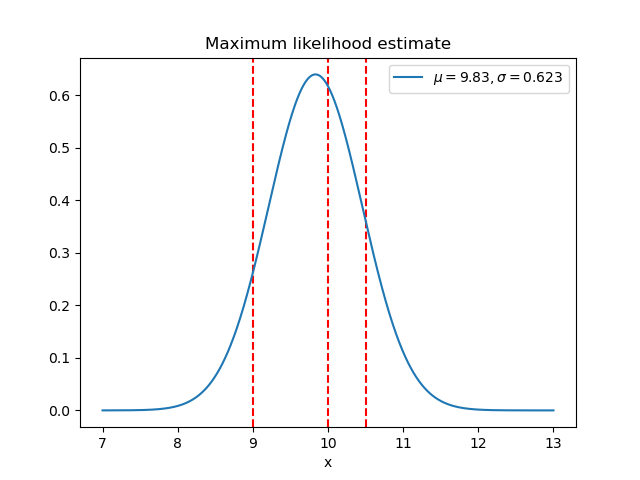 Maximum likelihood estimate
μ = 9.83, σ = 0.623
0.6
0.5
0.4
0.3
0.2
0.1
0.0
7 8 9 10 11 12 13
x